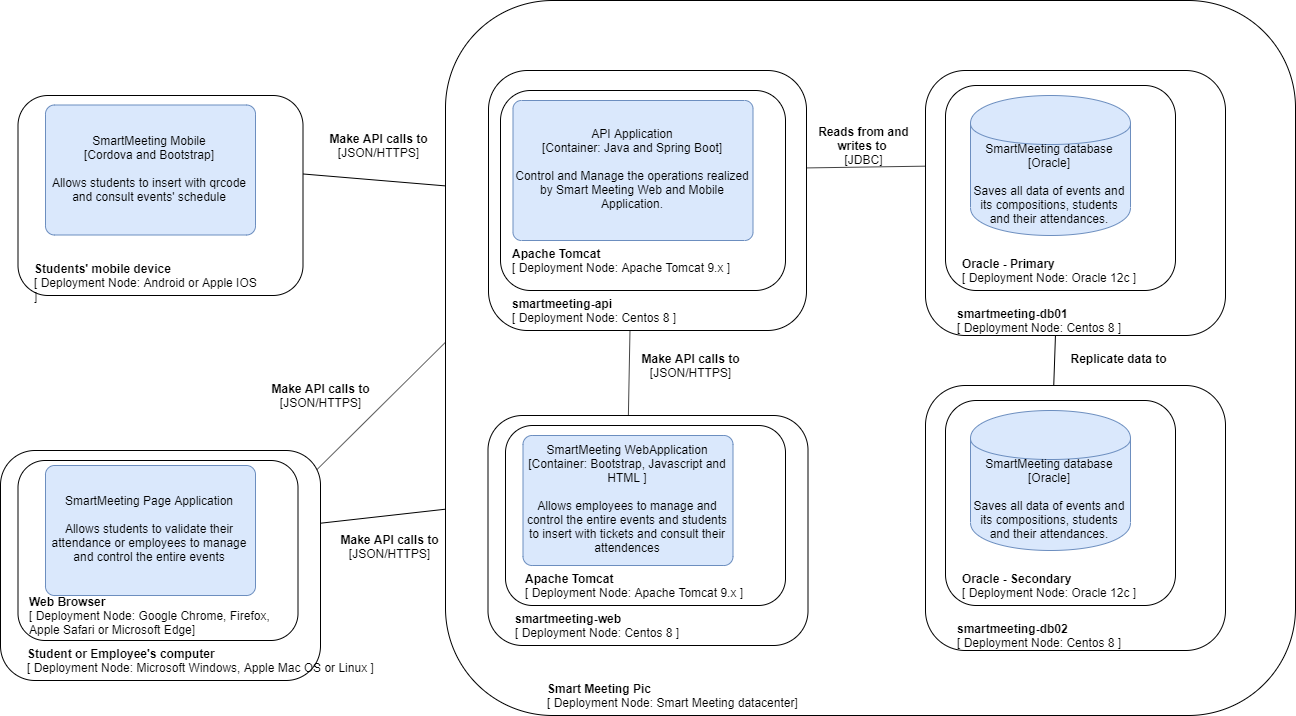 SmartMeeting Mobile
[Cordova and Bootstrap]
Allows students to insert with qrcode
and consult events' schedule
Students' mobile device
[ Deployment Node: Android or Apple IOS
]
Make API calls to
[JSON/HTTPS]
API Application
[Container: Java and Spring Boot]
Control and Manage the operations realized
by Smart Meeting Web and Mobile
Application.
Apache Tomcat
[ Deployment Node: Apache Tomcat 9.x ]
smartmeeting-api
[ Deployment Node: Centos 8 ]
Reads from and
writes to
[JDBC]
SmartMeeting database
[Oracle]
Saves all data of events and
its compositions, students
and their attendances.
Oracle - Primary
[ Deployment Node: Oracle 12c ]
smartmeeting-db01
[ Deployment Node: Centos 8 ]
Make API calls to
[JSON/HTTPS]
Make API calls to
[JSON/HTTPS]
Replicate data to
SmartMeeting Page Application
Allows students to validate their
attendance or employees to manage
and control the entire events
Web Browser
[ Deployment Node: Google Chrome, Firefox,
Apple Safari or Microsoft Edge]
Student or Employee's computer
[ Deployment Node: Microsoft Windows, Apple Mac OS or Linux ]
Make API calls to
[JSON/HTTPS]
SmartMeeting WebApplication
[Container: Bootstrap, Javascript and
HTML ]
Allows employees to manage and
control the entire events and students
to insert with tickets and consult their
attendences
Apache Tomcat
[ Deployment Node: Apache Tomcat 9.x ]
smartmeeting-web
[ Deployment Node: Centos 8 ]
SmartMeeting database
[Oracle]
Saves all data of events and
its compositions, students
and their attendances.
Oracle - Secondary
[ Deployment Node: Oracle 12c ]
smartmeeting-db02
[ Deployment Node: Centos 8 ]
Smart Meeting Pic
[ Deployment Node: Smart Meeting datacenter]